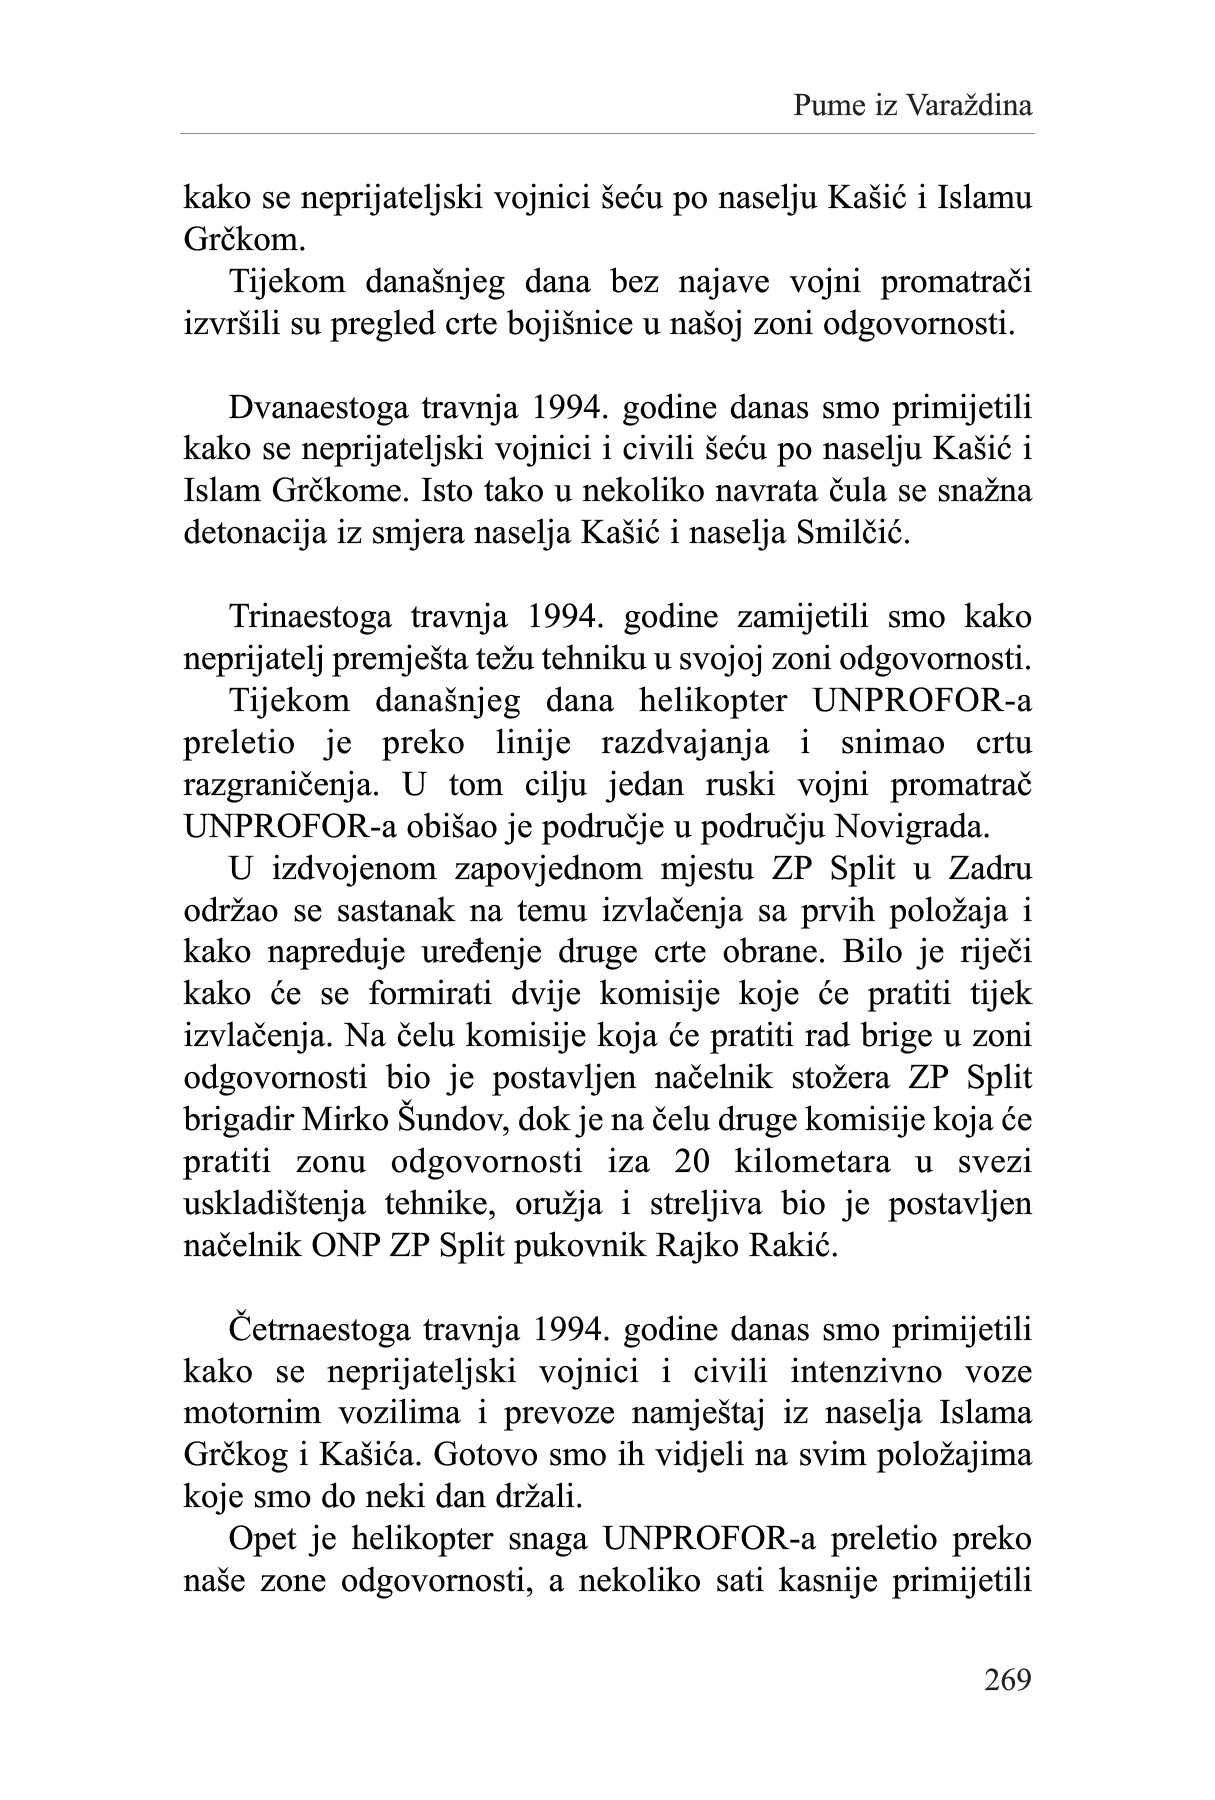 Pume iz Varaždina
kako se neprijateljski vojnici šeću po naselju Kašić i Islamu
Grčkom.
Tijekom današnjeg dana bez najave vojni promatrači
izvršili su pregled crte bojišnice u našoj zoni odgovornosti.
Dvanaestoga travnja 1994. godine danas smo primijetili
kako se neprijateljski vojnici i civili šeću po naselju Kašić i
Islam Grčkome. Isto tako u nekoliko navrata čula se snažna
detonacija iz smjera naselja Kašić i naselja Smilčić.
Trinaestoga travnja 1994. godine zamijetili smo kako
neprijatelj premješta težu tehniku u svojoj zoni odgovornosti.
Tijekom današnjeg dana helikopter UNPROFOR-a
preletio je preko linije razdvajanja i snimao crtu
razgraničenja. U tom cilju jedan ruski vojni promatrač
UNPROFOR-a obišao je područje u području Novigrada.
U izdvojenom zapovjednom mjestu ZP Split u Zadru
održao se sastanak na temu izvlačenja sa prvih položaja i
kako napreduje uređenje druge crte obrane. Bilo je riječi
kako će se formirati dvije komisije koje će pratiti tijek
izvlačenja. Na čelu komisije koja će pratiti rad brige u zoni
odgovornosti bio je postavljen načelnik stožera ZP Split
brigadir Mirko Šundov, dok je na čelu druge komisije koja će
pratiti zonu odgovornosti iza 20 kilometara u svezi
uskladištenja tehnike, oružja i streljiva bio je postavljen
načelnik ONP ZP Split pukovnik Rajko Rakić.
Četrnaestoga travnja 1994. godine danas smo primijetili
kako se neprijateljski vojnici i civili intenzivno voze
motornim vozilima i prevoze namještaj iz naselja Islama
Grčkog i Kašića. Gotovo smo ih vidjeli na svim položajima
koje smo do neki dan držali.
Opet je helikopter snaga UNPROFOR-a preletio preko
naše zone odgovornosti, a nekoliko sati kasnije primijetili
269